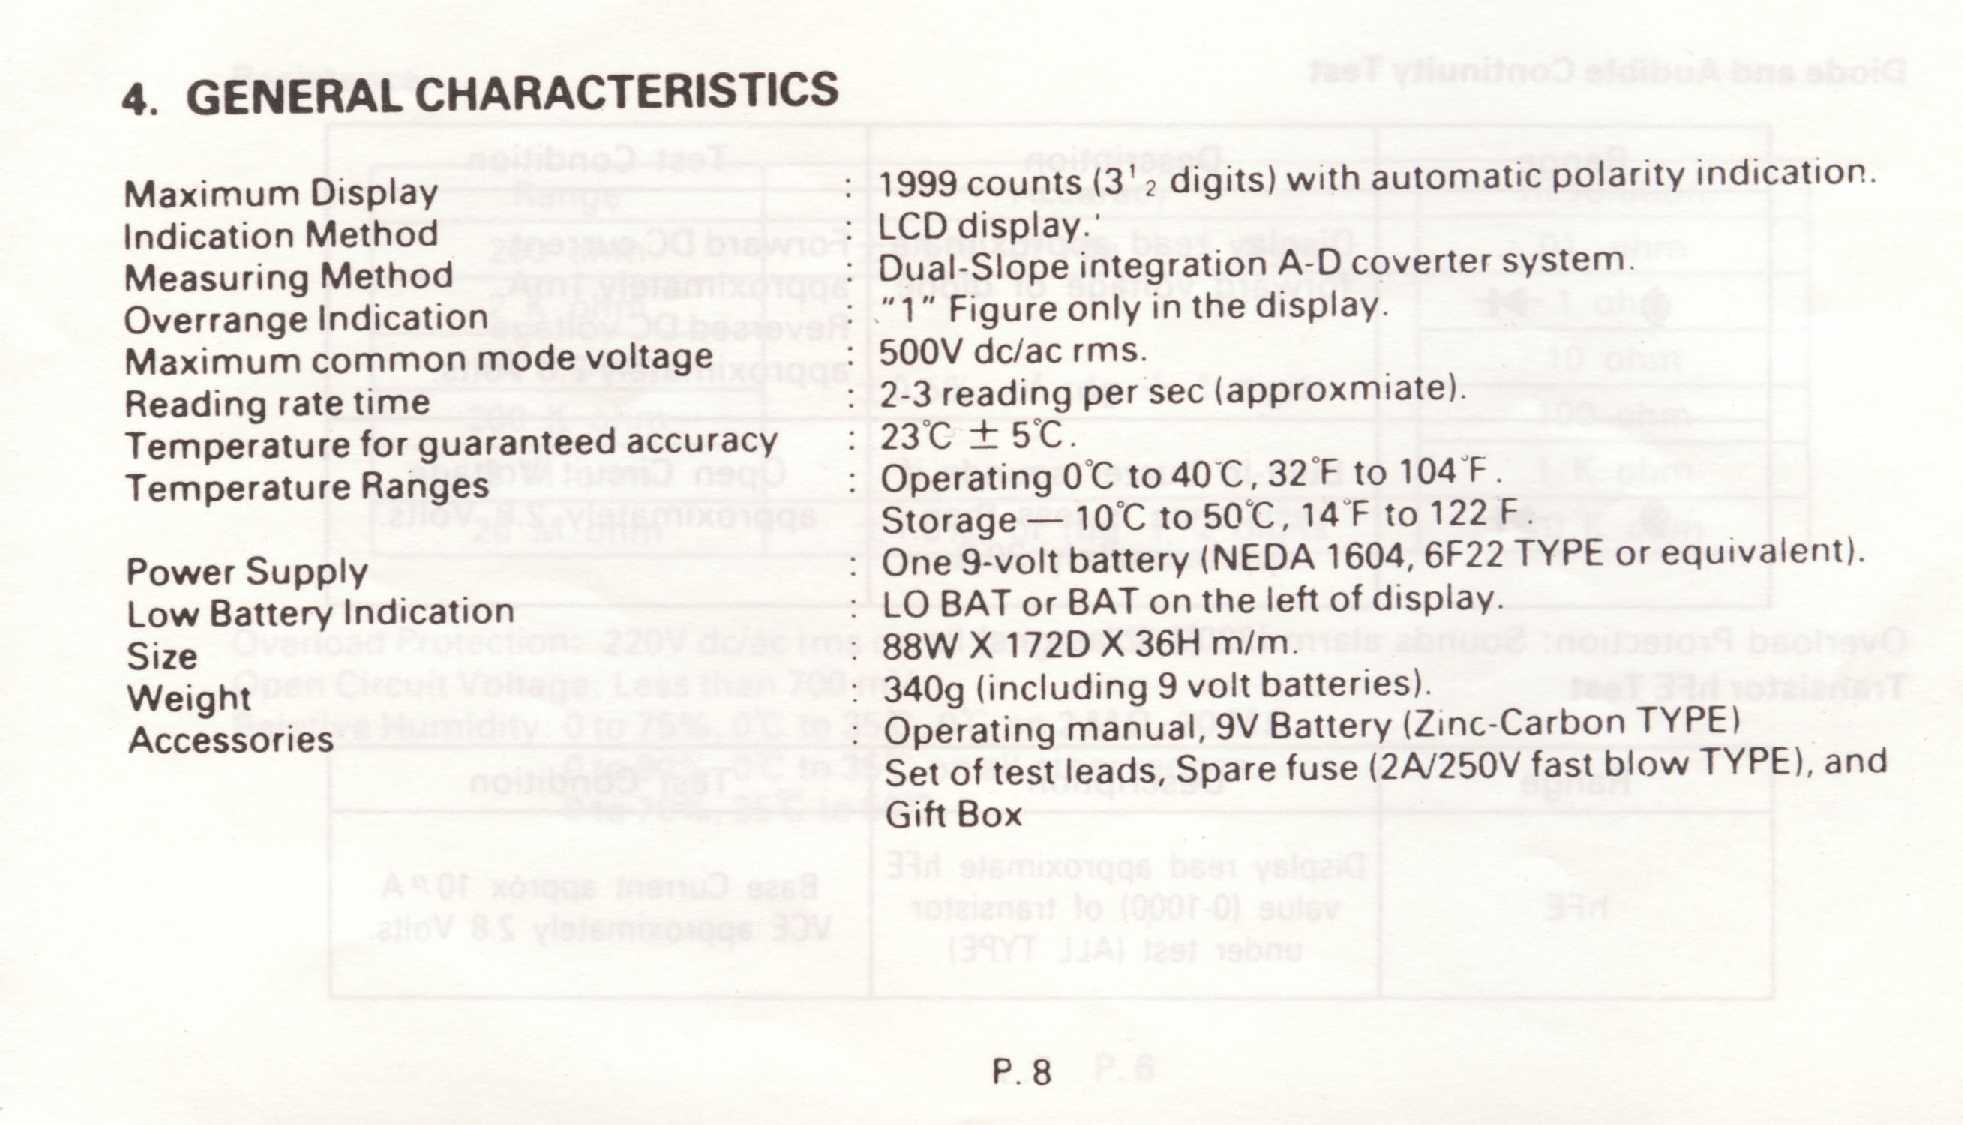 4. GENERAL CHARACTERISTICS
Maximum Display : 1999 counts (3 1/2 digits) with automatic polarity indication.
Indication Method : LCD display.
Measuring Method : Dual-Slope integration A-D coverter system.
Overrange Indication : "1" Figure only in the display.
Maximum common mode voltage : 500V dc/ac rms.
Reading rate time : 2-3 reading per sec (approxmiate).
Temperature for guaranteed accuracy : 23℃ ± 5℃.
Temperature Ranges : Operating 0℃ to 40℃, 32°F to 104°F.
Storage — 10℃ to 50℃, 14°F to 122°F.
Power Supply : One 9-volt battery (NEDA 1604, 6F22 TYPE or equivalent).
Low Battery Indication : LO BAT or BAT on the left of display.
Size : 88W X 172D X 36H m/m.
Weight : 340g (including 9 volt batteries).
Accessories : Operating manual, 9V Battery (Zinc-Carbon TYPE)
Set of test leads, Spare fuse (2A/250V fast blow TYPE), and
Gift Box
P. 8